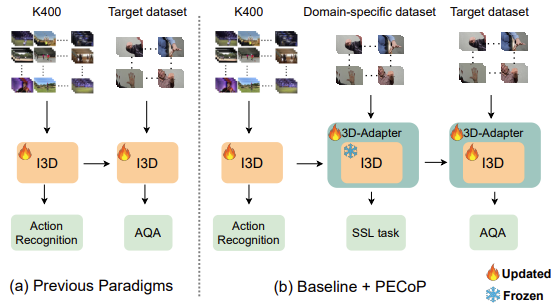 K400
Target dataset
I3D
I3D
Action
Recognition
AQA
(a) Previous Paradigms
K400
Domain-specific dataset
Target dataset
3D-Adapter
3D-Adapter
I3D
I3D
I3D
Action
Recognition
SSL task
AQA
(b) Baseline + PECoP
Updated
Frozen